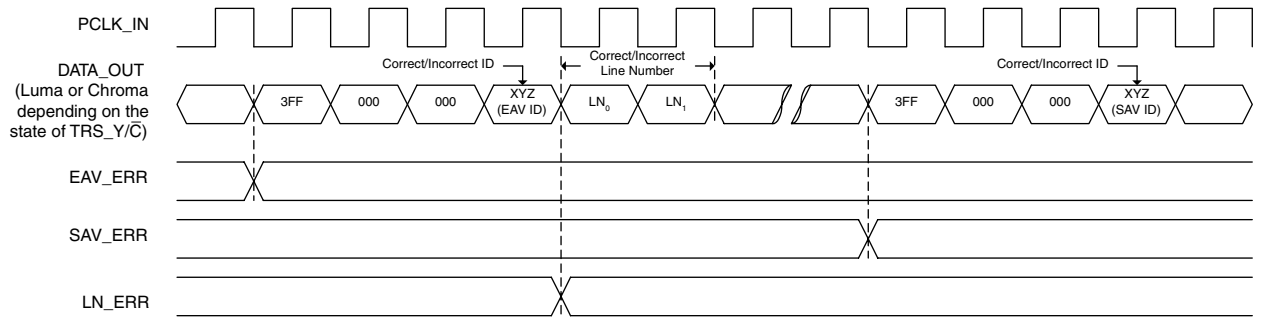 PCLK_IN
DATA_OUT
(Luma or Chroma
depending on the
state of TRS_Y/C̅)
Correct/Incorrect ID
Correct/Incorrect
Line Number
Correct/Incorrect ID
3FF
000
000
XYZ
(EAV ID)
LN₀
LN₁
3FF
000
000
XYZ
(SAV ID)
EAV_ERR
SAV_ERR
LN_ERR